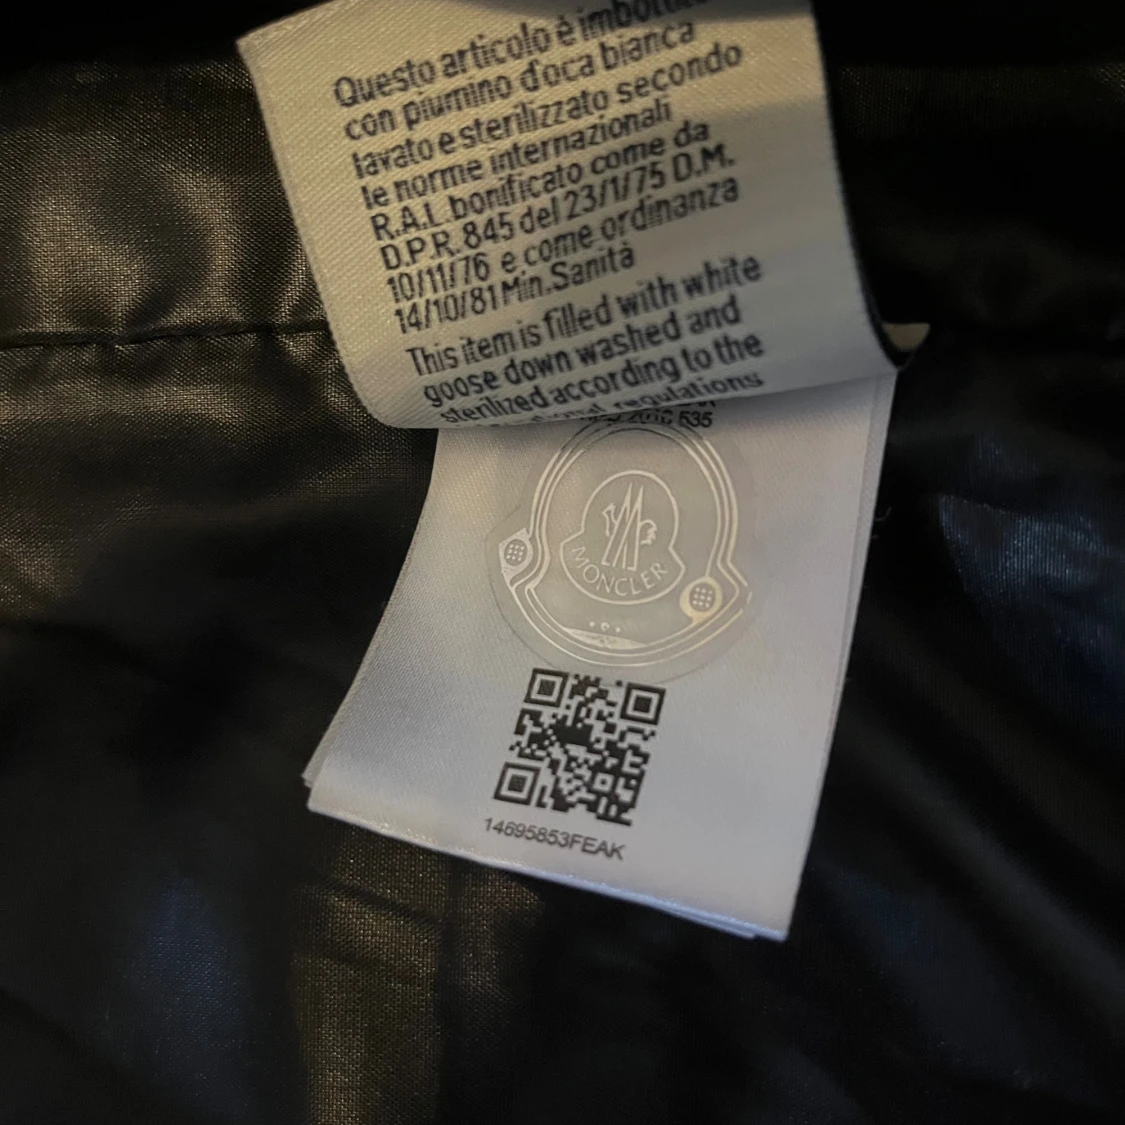 Questo articolo è imbottito
con piumino d'oca bianca
lavato e sterilizzato secondo
le norme internazionali
R.A.L bonificato come da
D.P.R. 845 del 23/1/75 D.M.
10/11/76 e come ordinanza
14/10/81 Min. Sanità
This item is filled with white
goose down washed and
sterilized according to the
regulations
535
MONCLER
14695853FEAK